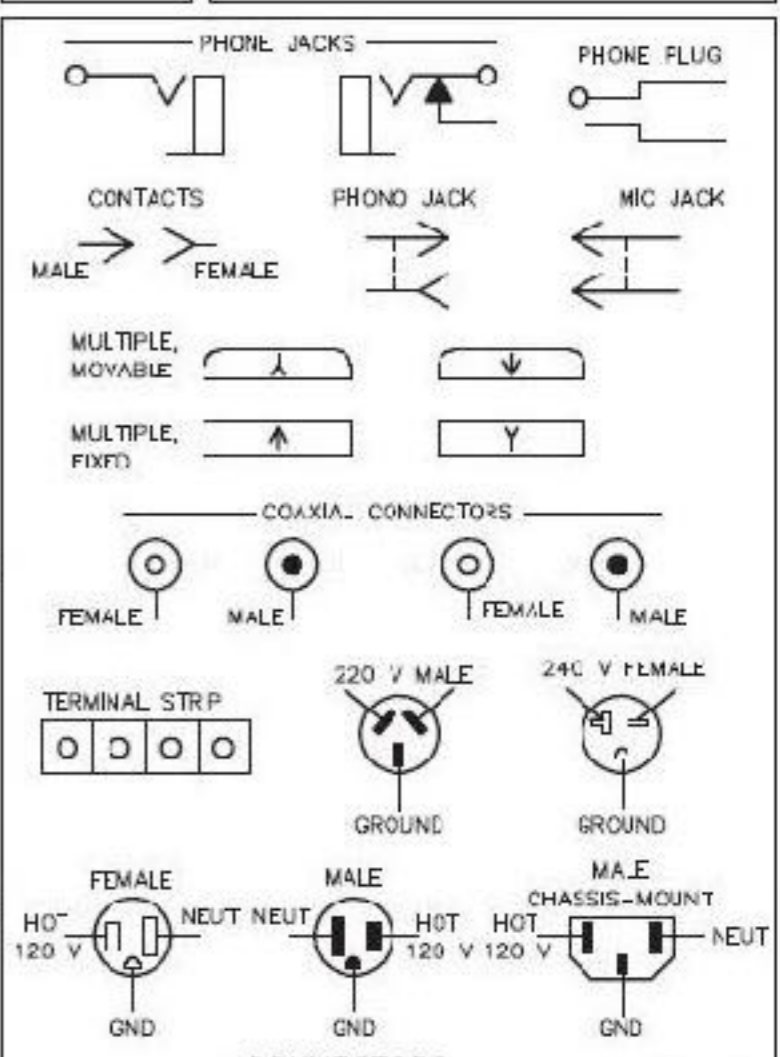 PHONE JACKS
PHONE PLUG
CONTACTS
PHONO JACK
MIC JACK
MALE
FEMALE
MULTIPLE,
MOVABLE
MULTIPLE,
FIXED
COAXIAL CONNECTORS
FEMALE
MALE
FEMALE
MALE
220 V MALE
240 V FEMALE
TERMINAL STRIP
GROUND
GROUND
FEMALE
MALE
MALE
CHASSIS-MOUNT
HOT
120 V
NEUT
NEUT
HOT
120 V
HOT
120 V
NEUT
GND
GND
GND